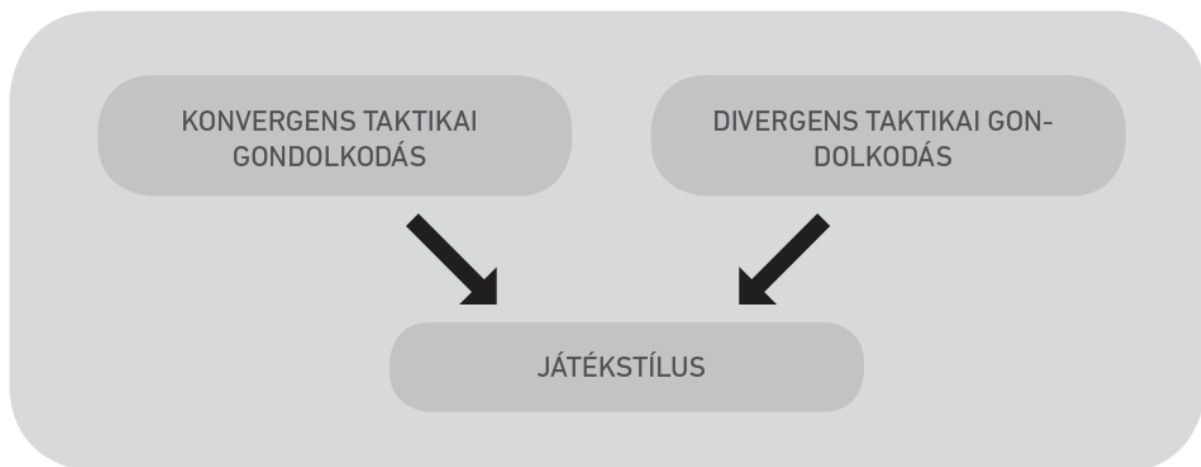 KONVERGENS TAKTIKAI
GONDOLKODÁS
DIVERGENS TAKTIKAI GON-
DOLKODÁS
JÁTÉKSTÍLUS